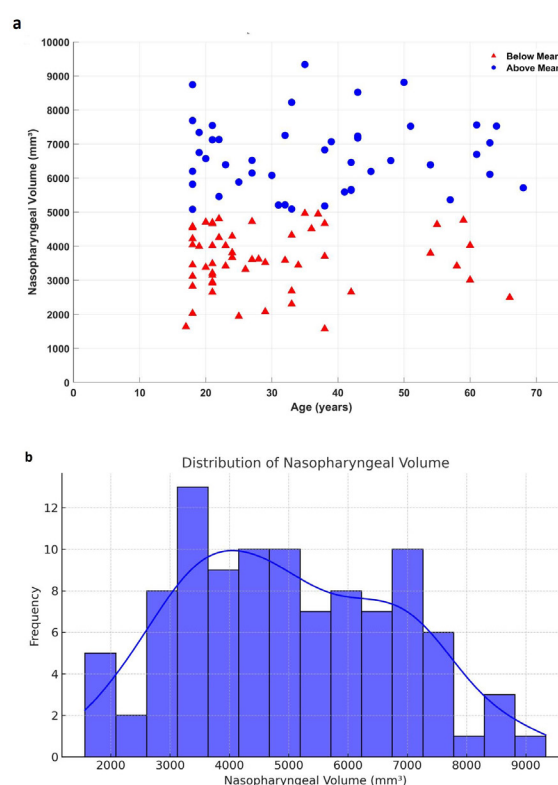 a
Below Mean
Above Mean
10000
9000
8000
7000
6000
5000
4000
3000
2000
1000
0
Nasopharyngeal Volume (mm³)
0 10 20 30 40 50 60 70
Age (years)
b
Distribution of Nasopharyngeal Volume
12
10
8
6
4
2
0
Frequency
2000 3000 4000 5000 6000 7000 8000 9000
Nasopharyngeal Volume (mm³)